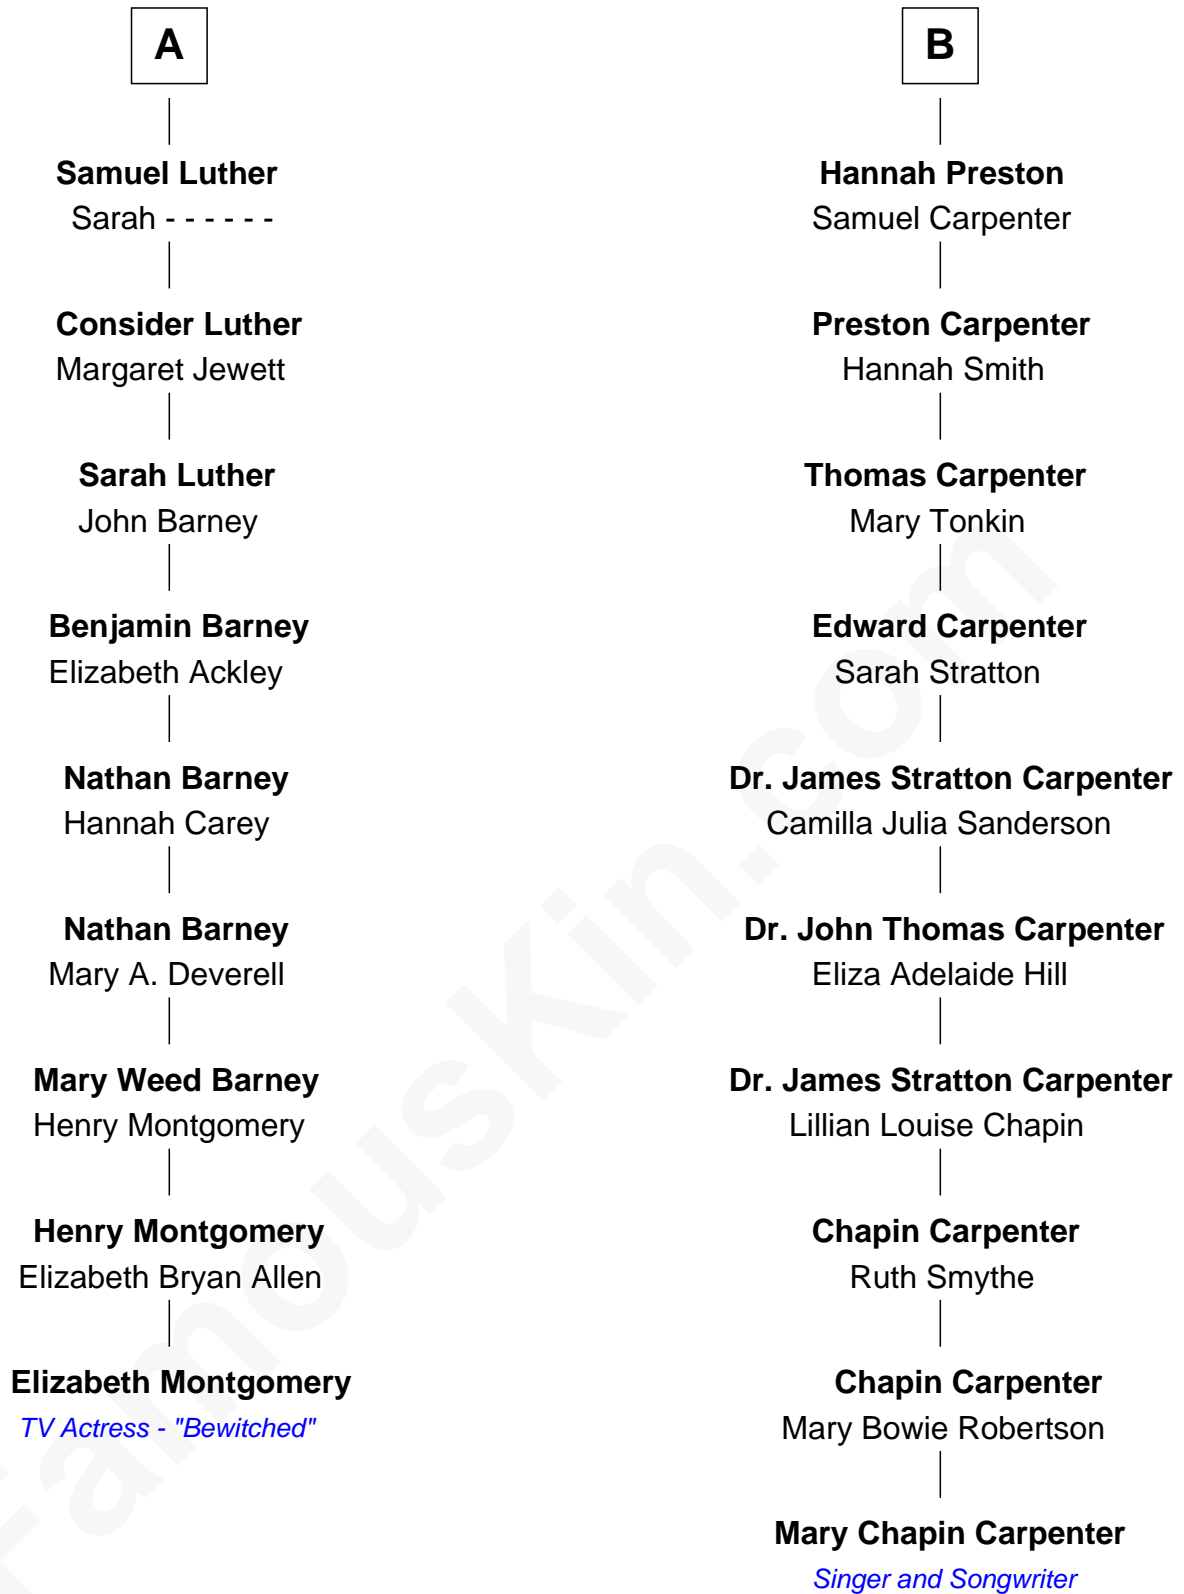 A
Samuel Luther
Sarah - - - - - -
Consider Luther
Margaret Jewett
Sarah Luther
John Barney
Benjamin Barney
Elizabeth Ackley
Nathan Barney
Hannah Carey
Nathan Barney
Mary A. Deverell
Mary Weed Barney
Henry Montgomery
Henry Montgomery
Elizabeth Bryan Allen
Elizabeth Montgomery
TV Actress - "Bewitched"
B
Hannah Preston
Samuel Carpenter
Preston Carpenter
Hannah Smith
Thomas Carpenter
Mary Tonkin
Edward Carpenter
Sarah Stratton
Dr. James Stratton Carpenter
Camilla Julia Sanderson
Dr. John Thomas Carpenter
Eliza Adelaide Hill
Dr. James Stratton Carpenter
Lillian Louise Chapin
Chapin Carpenter
Ruth Smythe
Chapin Carpenter
Mary Bowie Robertson
Mary Chapin Carpenter
Singer and Songwriter
FamousKin.com